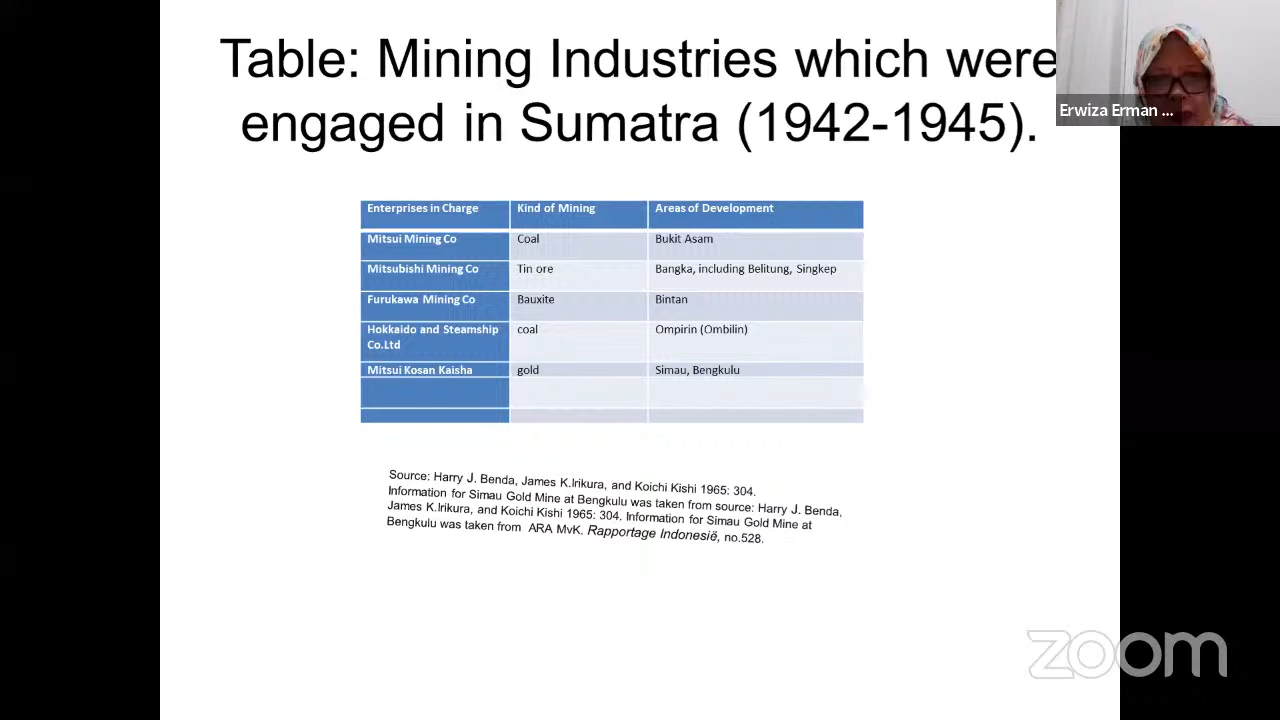 Table: Mining Industries which were
engaged in Sumatra (1942-1945).
Erwiza Erman ...
Enterprises in Charge Kind of Mining Areas of Development
Mitsui Mining Co Coal Bukit Asam
Mitsubishi Mining Co Tin ore Bangka, including Belitung, Singkep
Furukawa Mining Co Bauxite Bintan
Hokkaido and Steamship
Co.Ltd coal Ompirin (Ombilin)
Mitsui Kosan Kaisha gold Simau, Bengkulu
Source: Harry J. Benda, James K.Irikura, and Koichi Kishi 1965: 304.
Information for Simau Gold Mine at Bengkulu was taken from source: Harry J. Benda,
James K.Irikura, and Koichi Kishi 1965: 304. Information for Simau Gold Mine at
Bengkulu was taken from ARA MvK. Rapportage Indonesië, no.528.
zoom